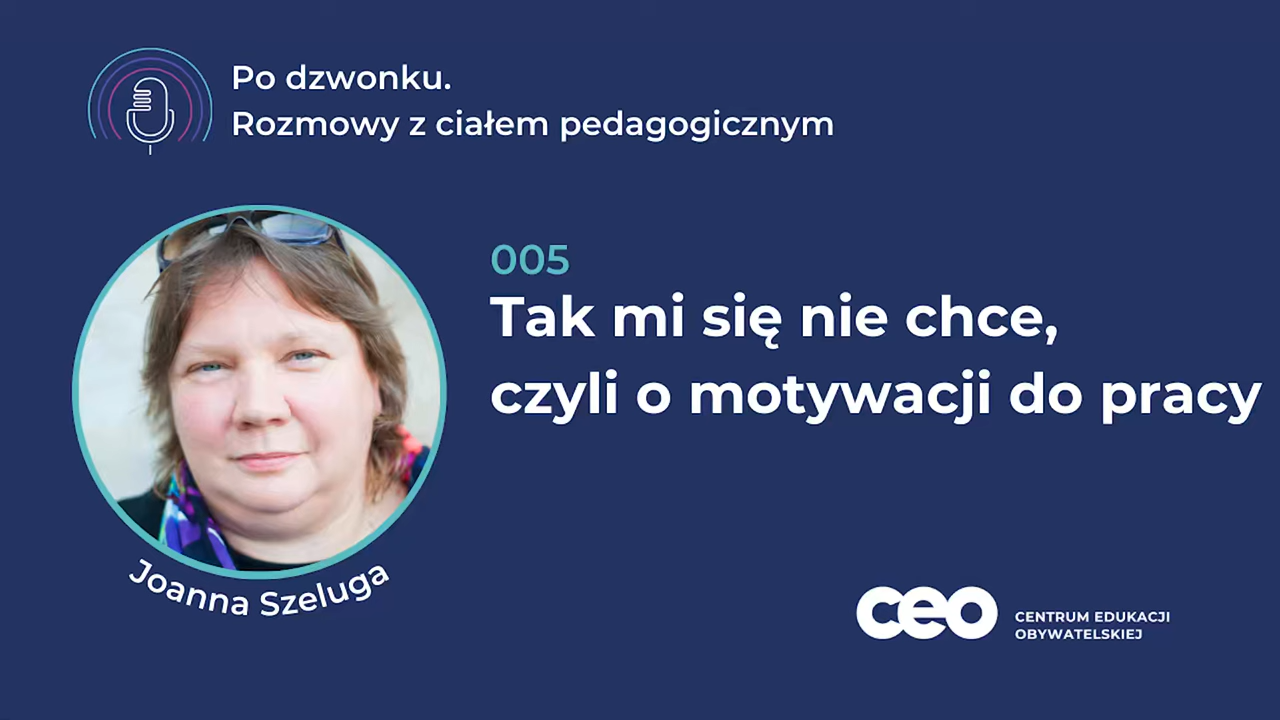 Po dzwonku.
Rozmowy z ciałem pedagogicznym
005
Tak mi się nie chce,
czyli o motywacji do pracy
Joanna Szeluga
ceo
CENTRUM EDUKACJI
OBYWATELSKIEJ